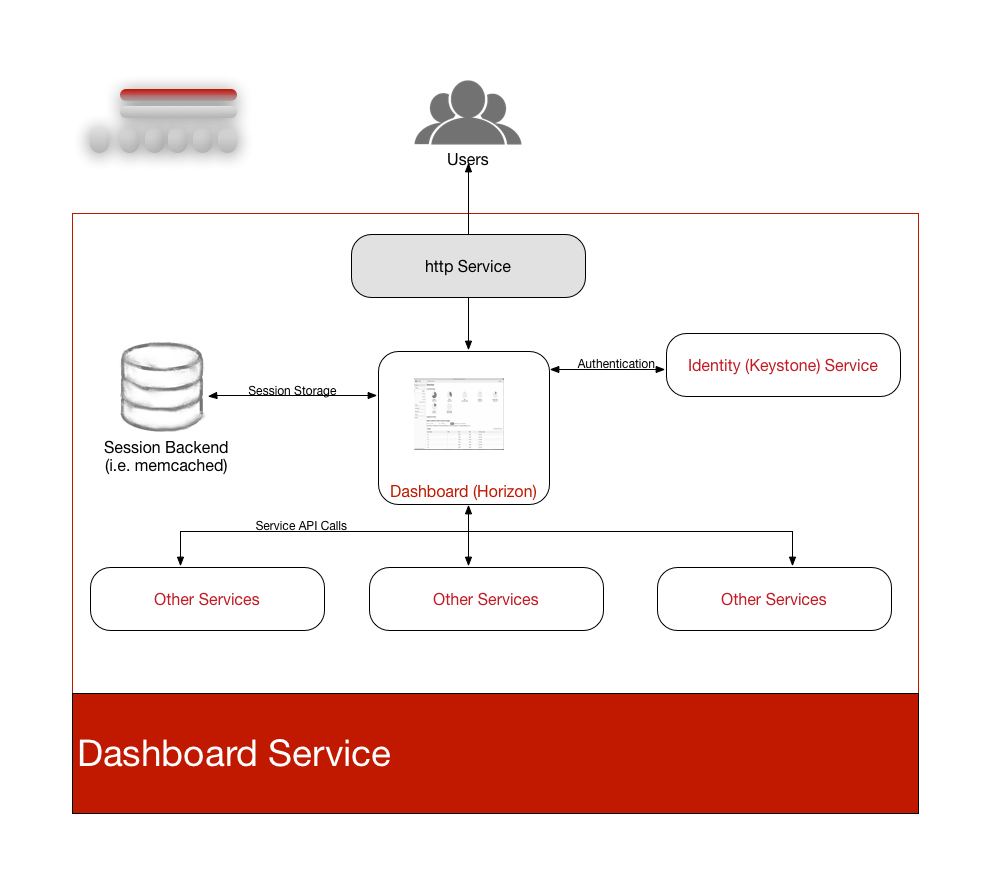 Users
http Service
Identity (Keystone) Service
Authentication
Session Storage
Session Backend
(i.e. memcached)
Dashboard (Horizon)
Service API Calls
Other Services
Other Services
Other Services
Dashboard Service